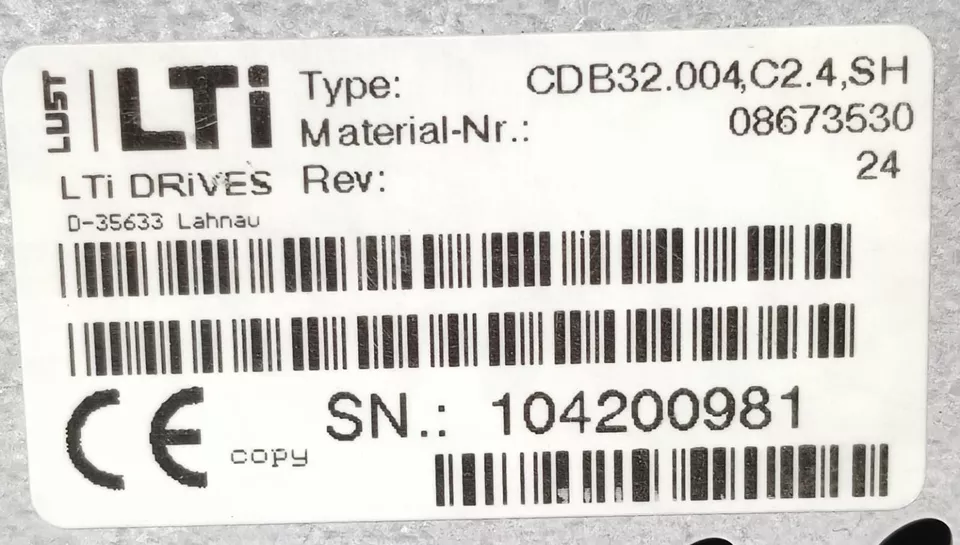 LUST LTi
Type: CDB32.004,C2.4,SH
Material-Nr.: 08673530
LTi DRiVES Rev: 24
D-35633 Lahnau
CE copy SN.: 104200981